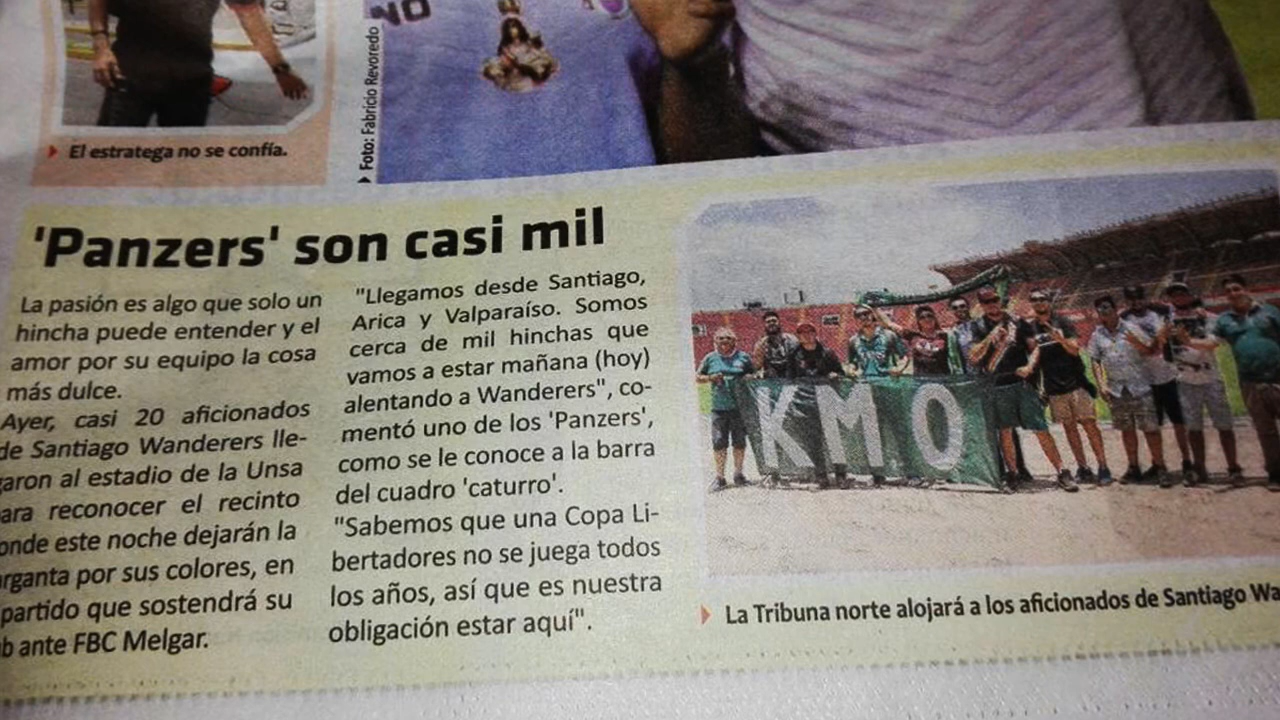 NO
El estratega no se confía.
Foto: Fabricio Revoredo
'Panzers' son casi mil
La pasión es algo que solo un
hincha puede entender y el
amor por su equipo la cosa
más dulce.
Ayer, casi 20 aficionados
de Santiago Wanderers lle-
garon al estadio de la Unsa
ara reconocer el recinto
onde este noche dejarán la
arganta por sus colores, en
partido que sostendrá su
b ante FBC Melgar.
"Llegamos desde Santiago,
Arica y Valparaíso. Somos
cerca de mil hinchas que
vamos a estar mañana (hoy)
alentando a Wanderers", co-
mentó uno de los 'Panzers',
como se le conoce a la barra
del cuadro 'caturro'.
"Sabemos que una Copa Li-
bertadores no se juega todos
los años, así que es nuestra
obligación estar aquí".
KM0
La Tribuna norte alojará a los aficionados de Santiago Wa